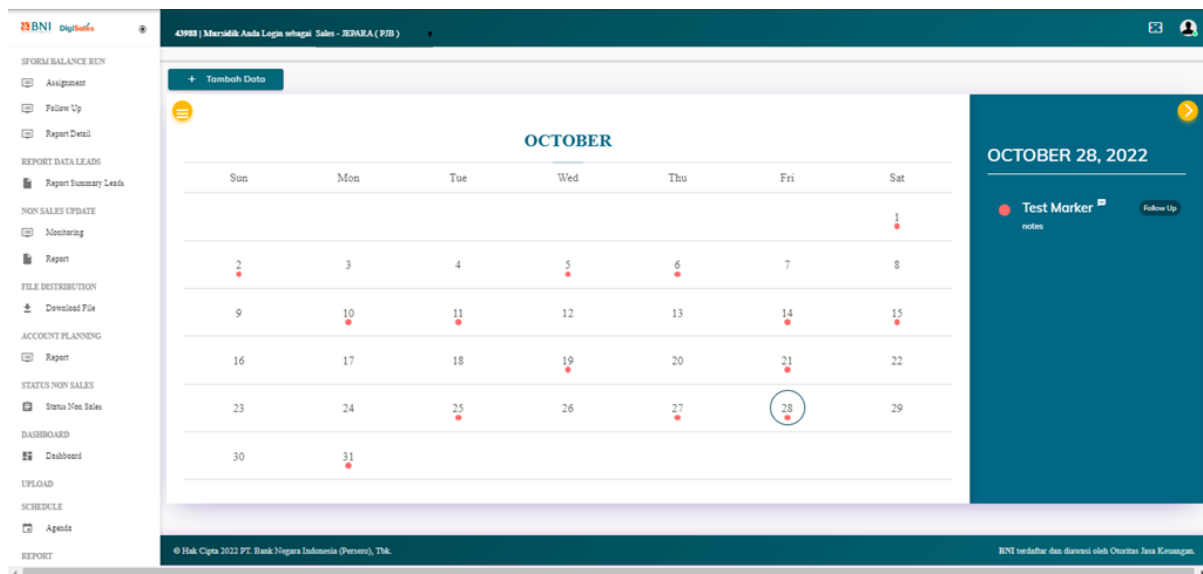 BNI DigiSales
43988 | Mursidik Anda Login sebagai Sales - JEPARA ( PJB )
SFORM BALANCE RUN
Assignment
Follow Up
Report Detail
REPORT DATA LEADS
Report Summary Leads
NON SALES UPDATE
Monitoring
Report
FILE DISTRIBUTION
Download File
ACCOUNT PLANNING
Report
STATUS NON SALES
Status Non Sales
DASHBOARD
Dashboard
UPLOAD
SCHEDULE
Agenda
REPORT
+ Tambah Data
OCTOBER
Sun Mon Tue Wed Thu Fri Sat
1
2 3 4 5 6 7 8
9 10 11 12 13 14 15
16 17 18 19 20 21 22
23 24 25 26 27 28 29
30 31
OCTOBER 28, 2022
Test Marker Follow Up
notes
© Hak Cipta 2022 PT. Bank Negara Indonesia (Persero), Tbk.
BNI terdaftar dan diawasi oleh Otoritas Jasa Keuangan.